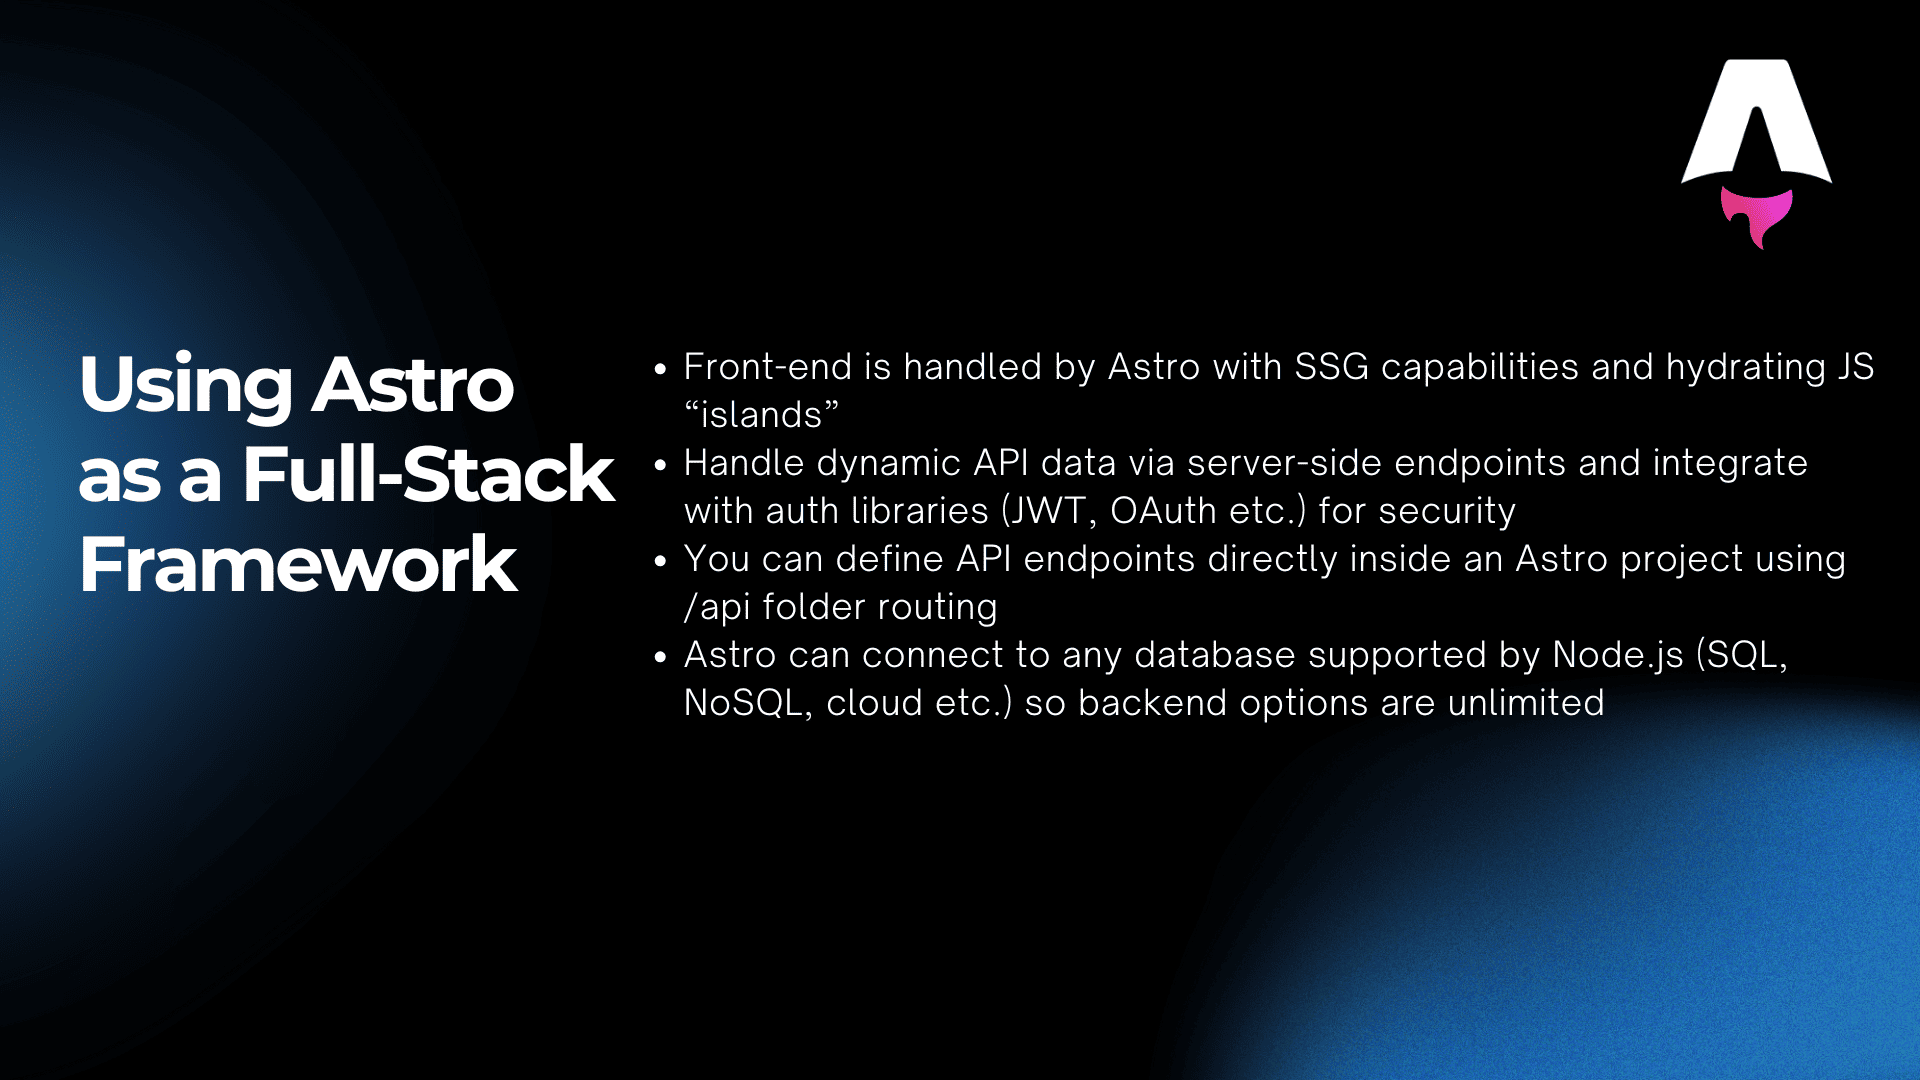 Using Astro
as a Full-Stack
Framework
• Front-end is handled by Astro with SSG capabilities and hydrating JS
“islands”
• Handle dynamic API data via server-side endpoints and integrate
with auth libraries (JWT, OAuth etc.) for security
• You can define API endpoints directly inside an Astro project using
/api folder routing
• Astro can connect to any database supported by Node.js (SQL,
NoSQL, cloud etc.) so backend options are unlimited